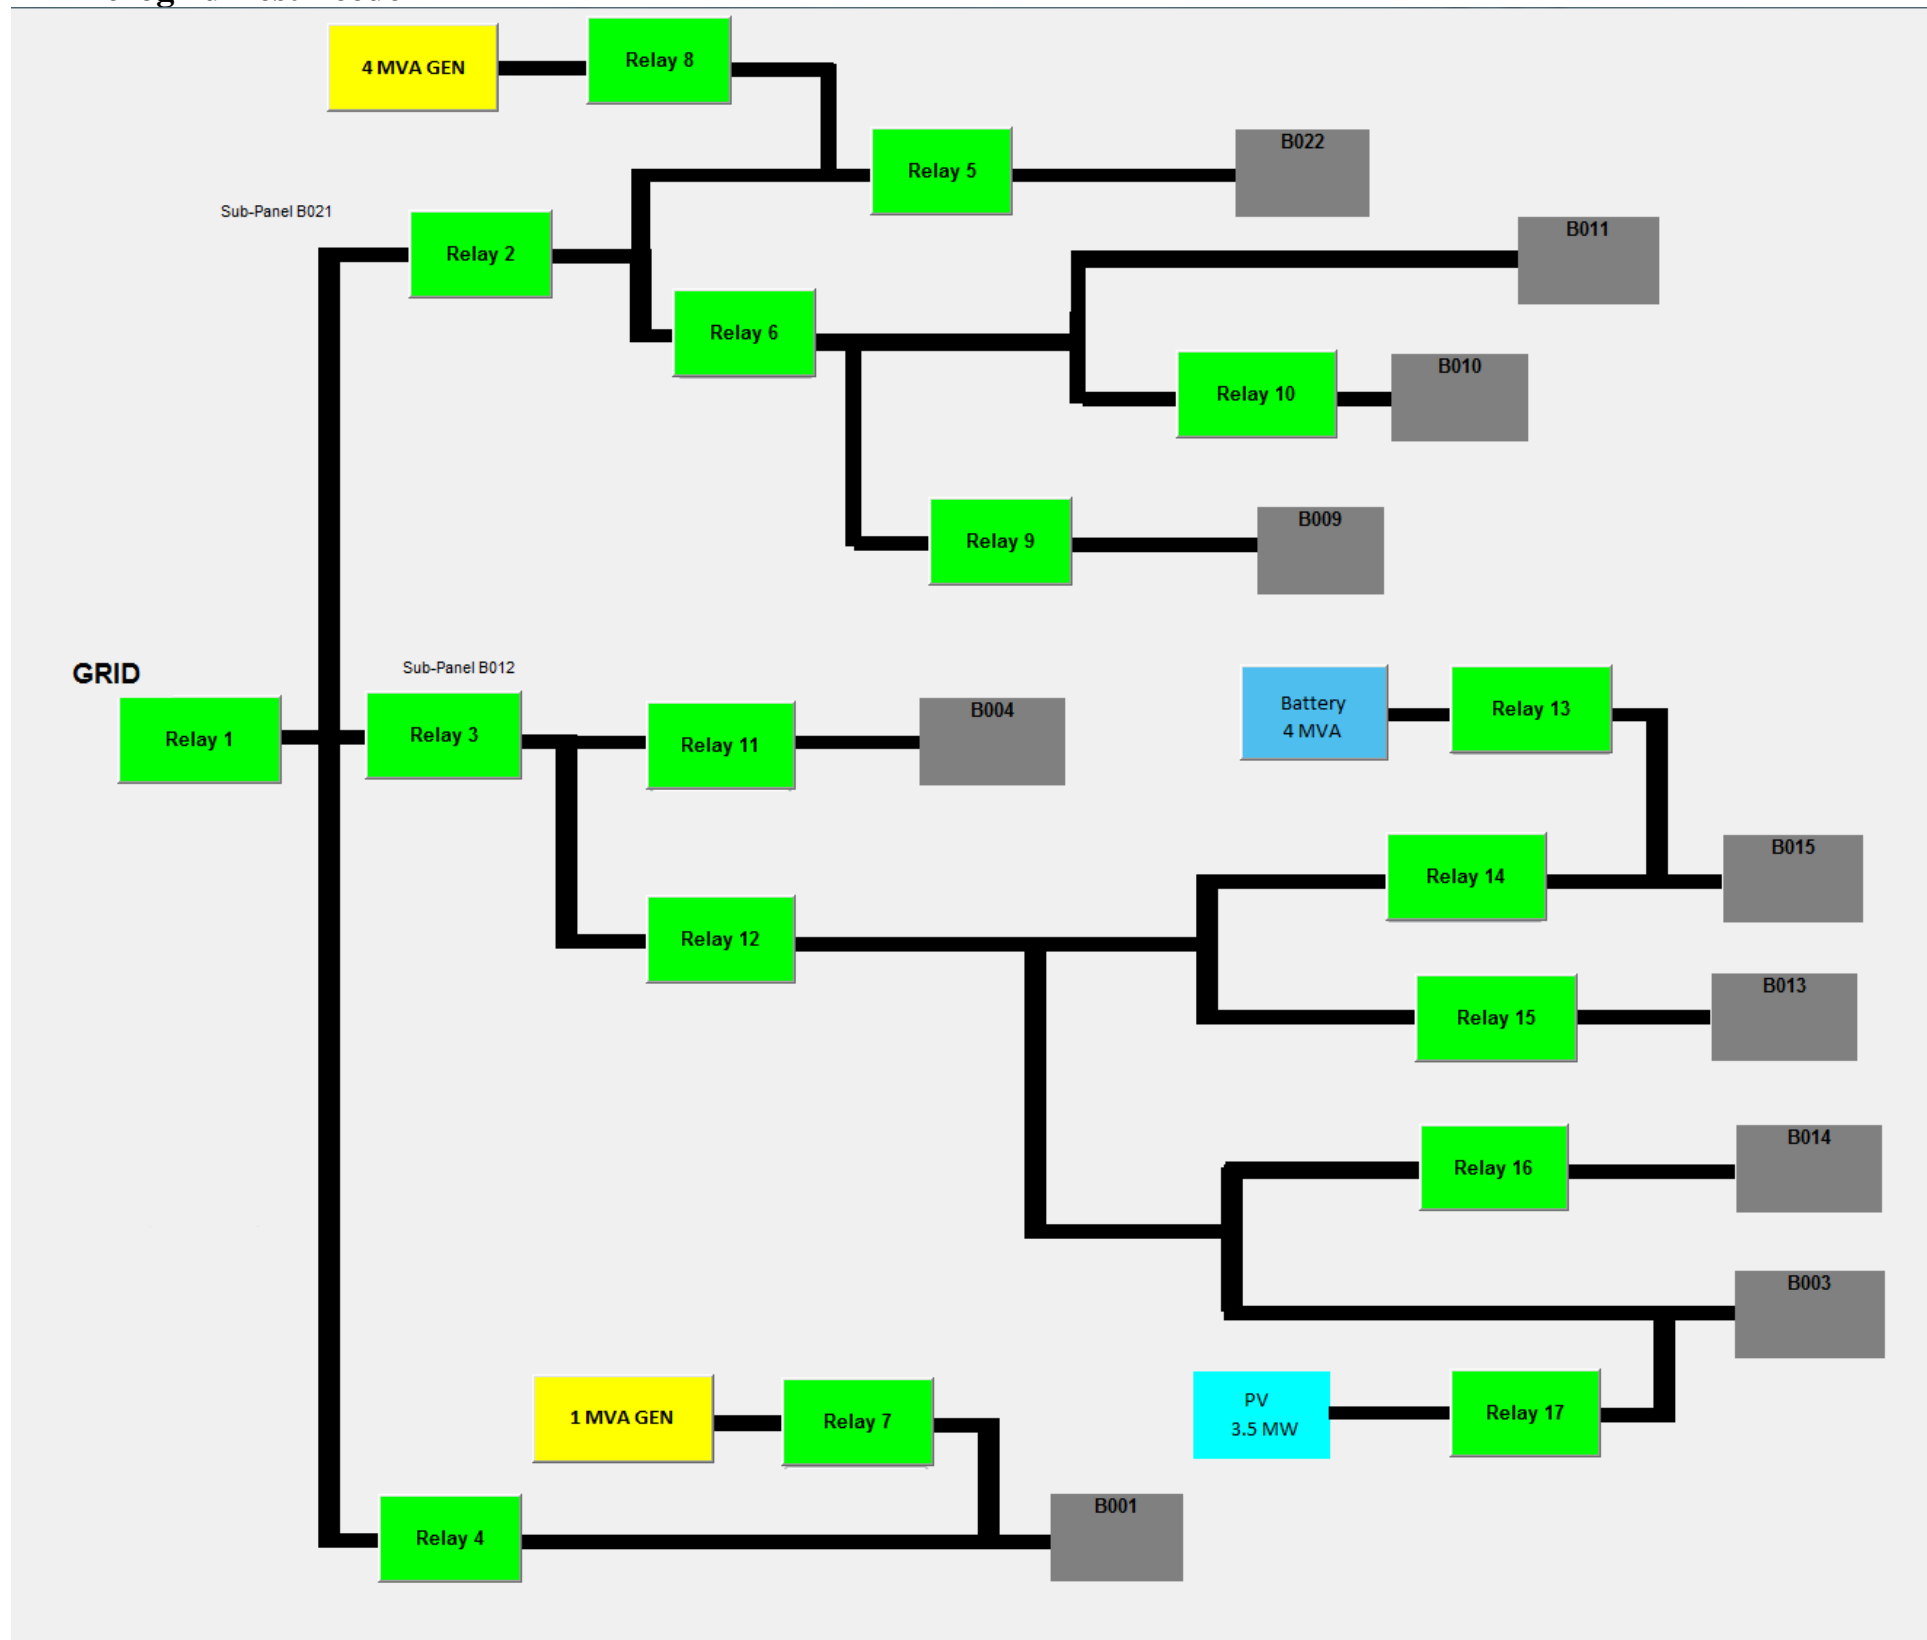 4 MVA GEN
Relay 8
Relay 5
B022
Sub-Panel B021
Relay 2
B011
Relay 6
Relay 10
B010
Relay 9
B009
GRID
Relay 1
Sub-Panel B012
Relay 3
Relay 11
B004
Battery
4 MVA
Relay 13
Relay 14
B015
Relay 12
Relay 15
B013
Relay 16
B014
B003
1 MVA GEN
Relay 7
PV
3.5 MW
Relay 17
Relay 4
B001